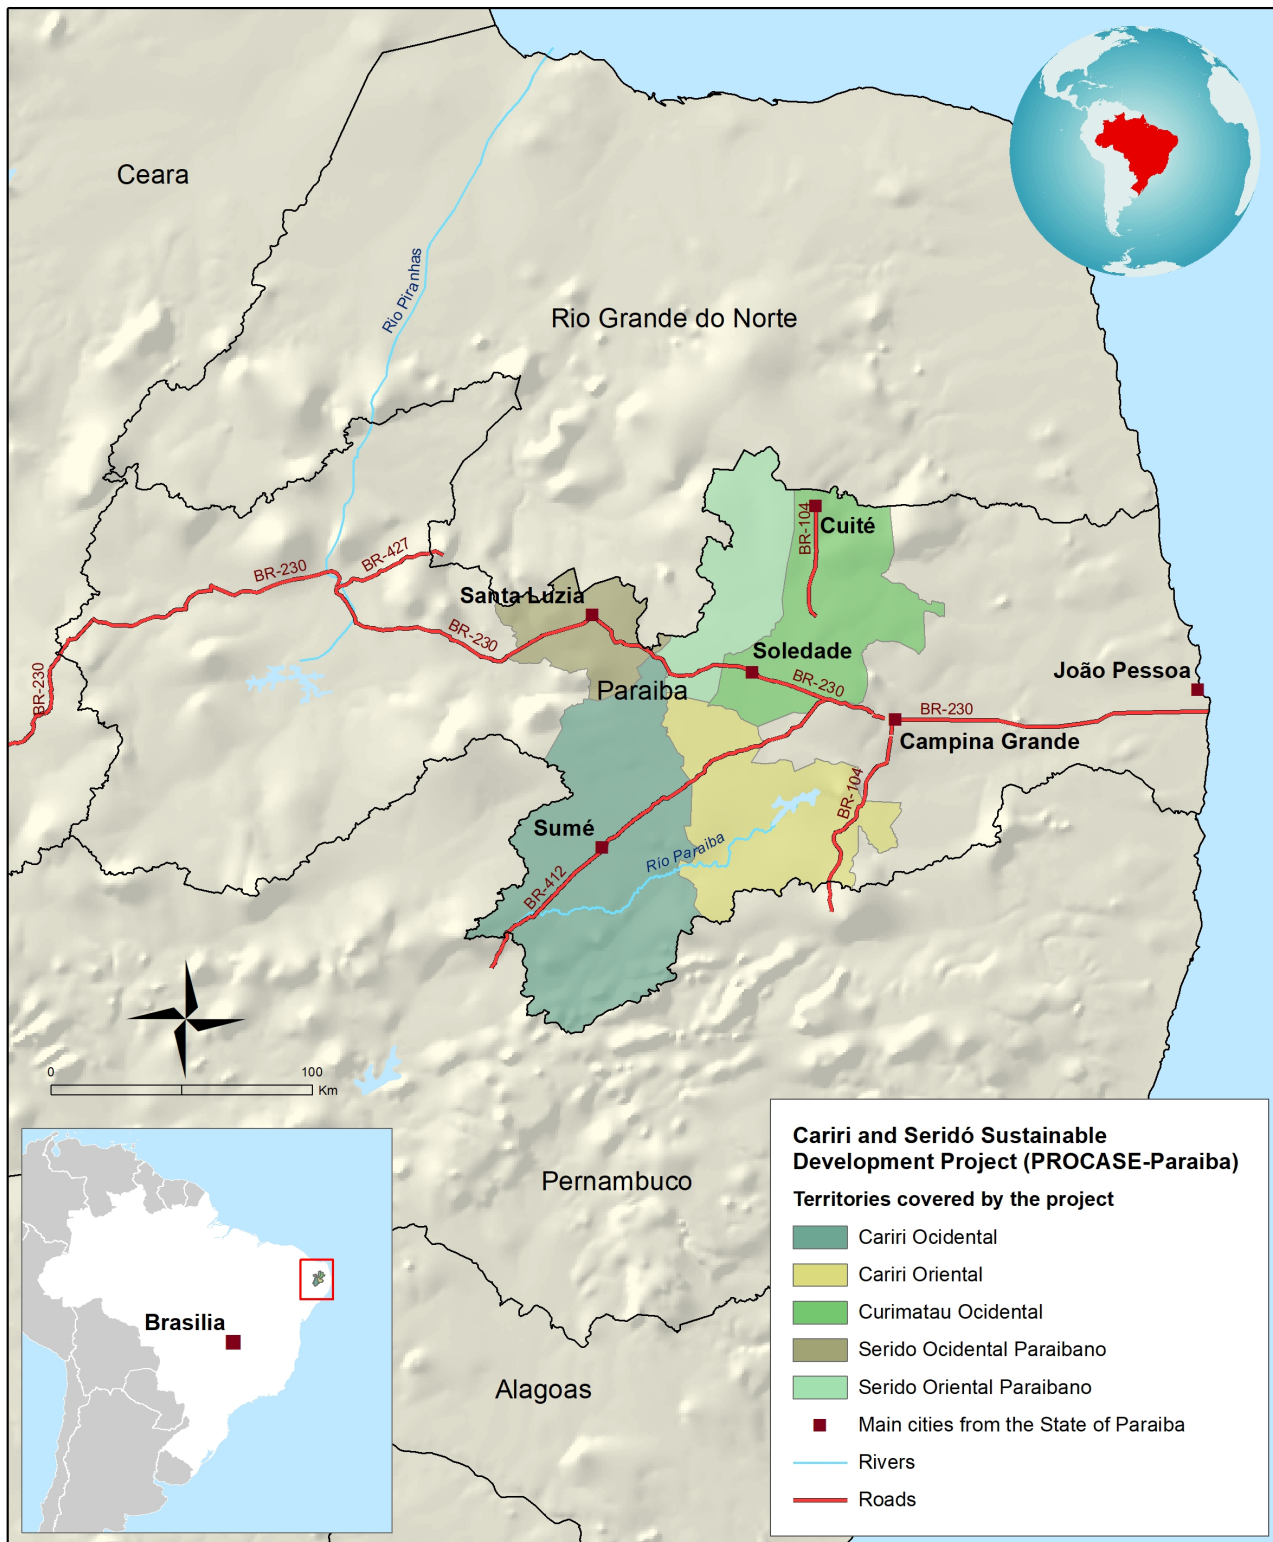 Ceara
Rio Piranhas
Rio Grande do Norte
BR-427
BR-230
BR-104
Cuité
Santa Luzia
BR-230
Soledade
BR-230
João Pessoa
BR-230
Paraiba
BR-230
Campina Grande
BR-104
Sumé
Rio Paraiba
BR-412
0
100
Km
Pernambuco
Alagoas
Brasilia
Cariri and Seridó Sustainable
Development Project (PROCASE-Paraiba)
Territories covered by the project
Cariri Ocidental
Cariri Oriental
Curimatau Ocidental
Serido Ocidental Paraibano
Serido Oriental Paraibano
Main cities from the State of Paraiba
Rivers
Roads